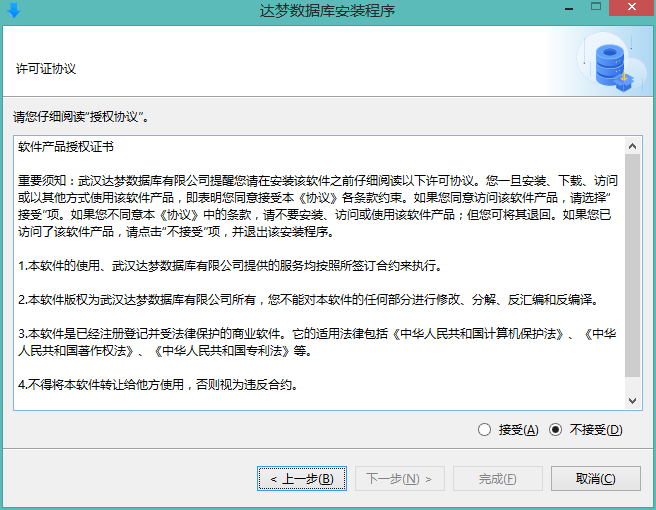 达梦数据库安装程序
许可证协议
请您仔细阅读“授权协议”。
软件产品授权证书
重要须知：武汉达梦数据库有限公司提醒您请在安装该软件之前仔细阅读以下许可协议。您一旦安装、下载、访问
或以其他方式使用该软件产品，即表明您同意接受本《协议》各条款约束。如果您同意访问该软件产品，请选择“
接受”项。如果您不同意本《协议》中的条款，请不要安装、访问或使用该软件产品；但您可将其退回。如果您已
访问了该软件产品，请点击“不接受”项，并退出该安装程序。
1.本软件的使用、武汉达梦数据库有限公司提供的服务均按照所签订合约来执行。
2.本软件版权为武汉达梦数据库有限公司所有，您不能对本软件的任何部分进行修改、分解、反汇编和反编译。
3.本软件是已经注册登记并受法律保护的商业软件。它的适用法律包括《中华人民共和国计算机保护法》、《中华
人民共和国著作权法》、《中华人民共和国专利法》等。
4.不得将本软件转让给他方使用，否则视为违反合约。
接受(A) 不接受(D)
< 上一步(B) 下一步(N) > 完成(F) 取消(C)